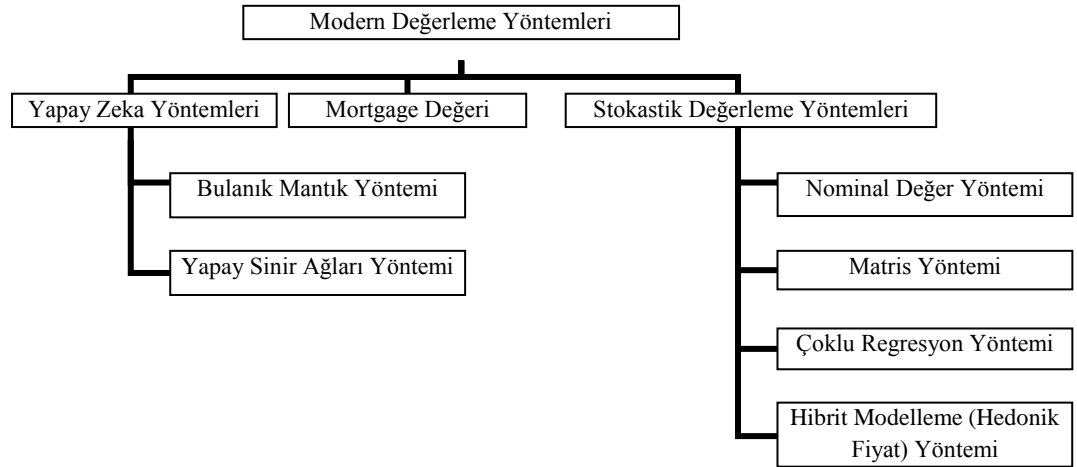 Modern Değerleme Yöntemleri
Yapay Zeka Yöntemleri
Mortgage Değeri
Stokastik Değerleme Yöntemleri
Bulanık Mantık Yöntemi
Yapay Sinir Ağları Yöntemi
Nominal Değer Yöntemi
Matris Yöntemi
Çoklu Regresyon Yöntemi
Hibrit Modelleme (Hedonik
Fiyat) Yöntemi